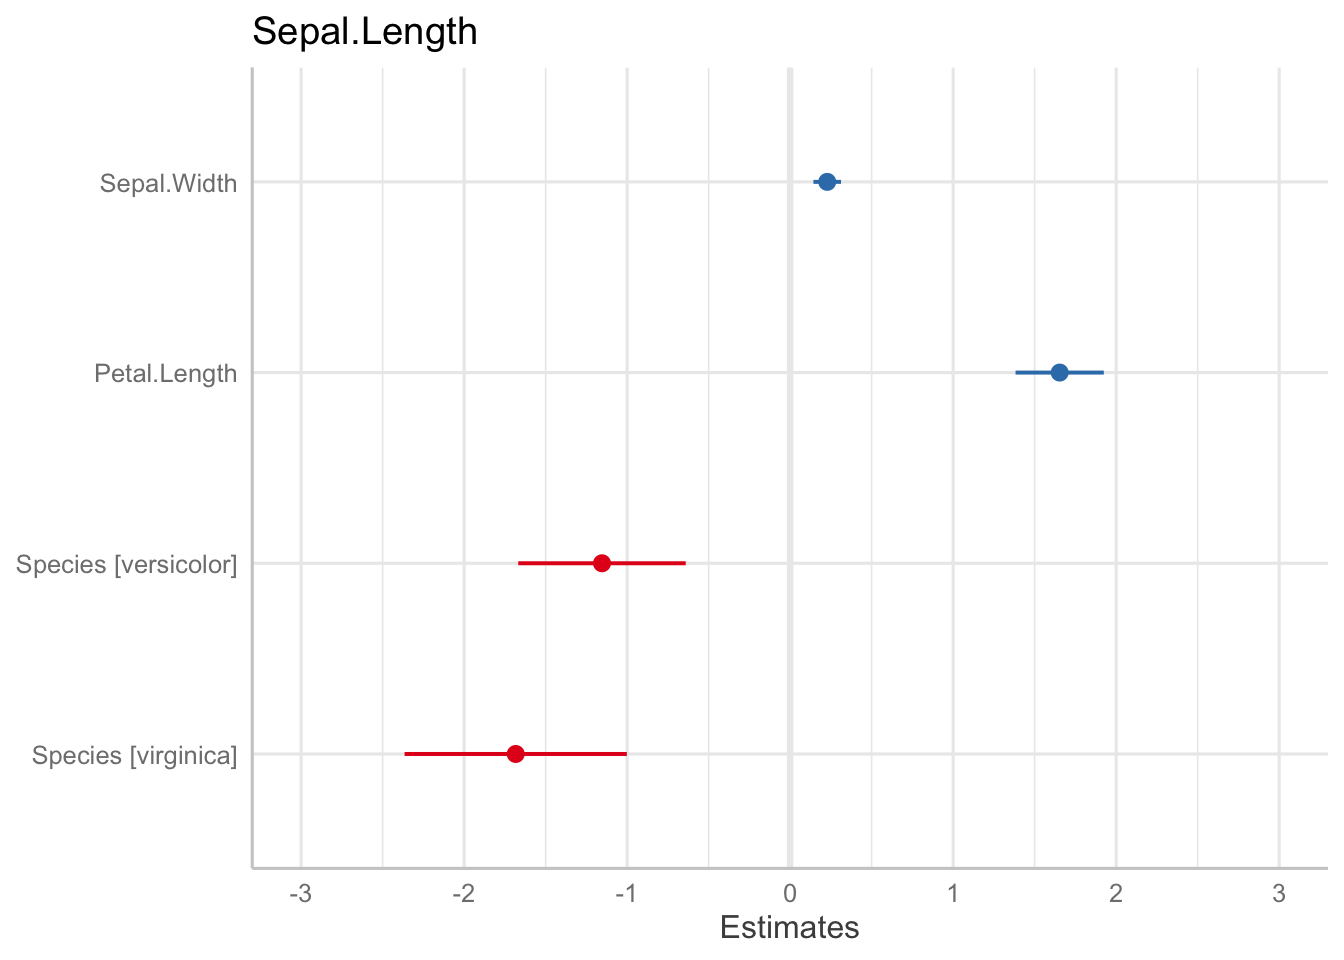 Sepal.Length
Sepal.Width
Petal.Length
Species [versicolor]
Species [virginica]
-3 -2 -1 0 1 2 3
Estimates